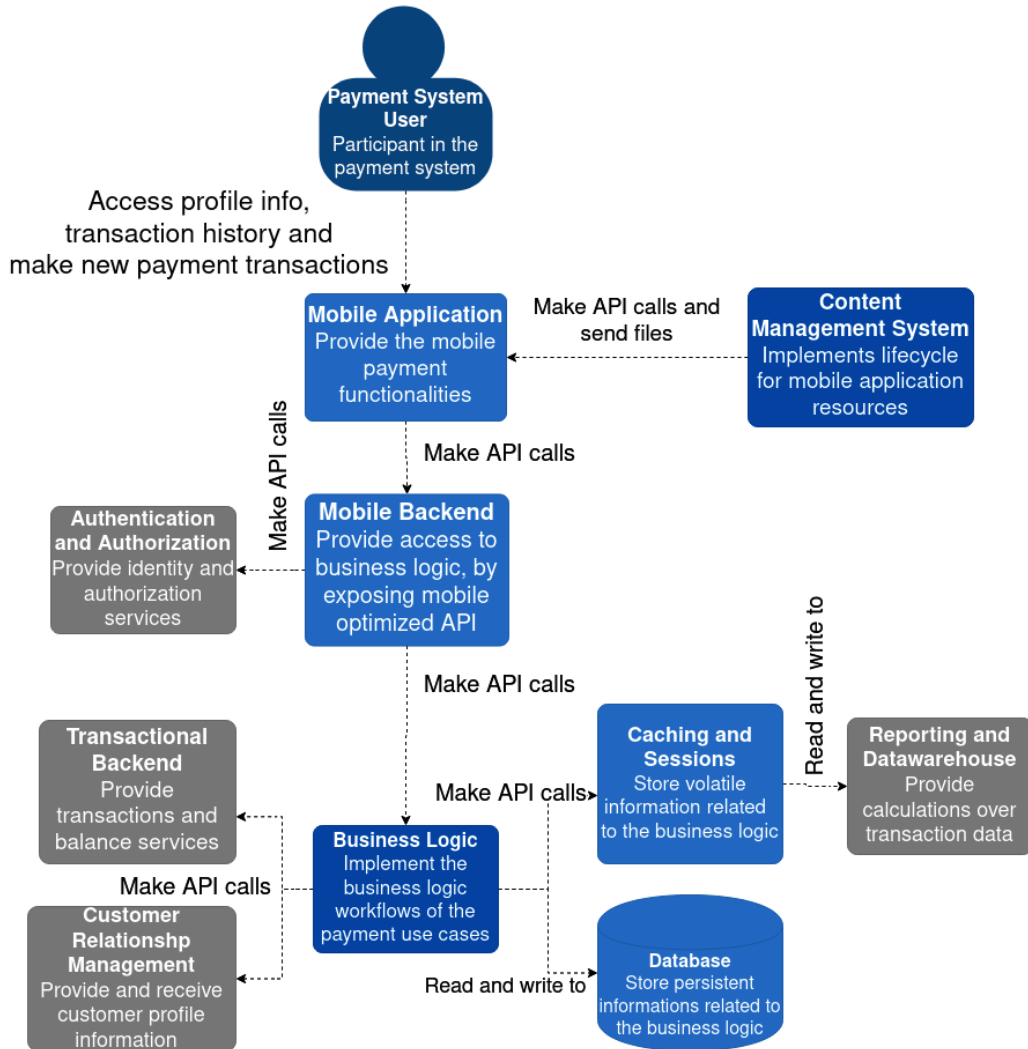 Payment System
User
Participant in the
payment system
Access profile info,
transaction history and
make new payment transactions
Mobile Application
Provide the mobile
payment
functionalities
Make API calls and
send files
Content
Management System
Implements lifecycle
for mobile application
resources
Make API calls
Make API calls
Authentication
and Authorization
Provide identity and
authorization
services
Mobile Backend
Provide access to
business logic, by
exposing mobile
optimized API
Make API calls
Read and write to
Transactional
Backend
Provide
transactions and
balance services
Caching and
Sessions
Store volatile
information related
to the business logic
Reporting and
Datawarehouse
Provide
calculations over
transaction data
Make API calls
Business Logic
Implement the
business logic
workflows of the
payment use cases
Make API calls
Customer
Relationshp
Management
Provide and receive
customer profile
information
Read and write to
Database
Store persistent
informations related to
the business logic